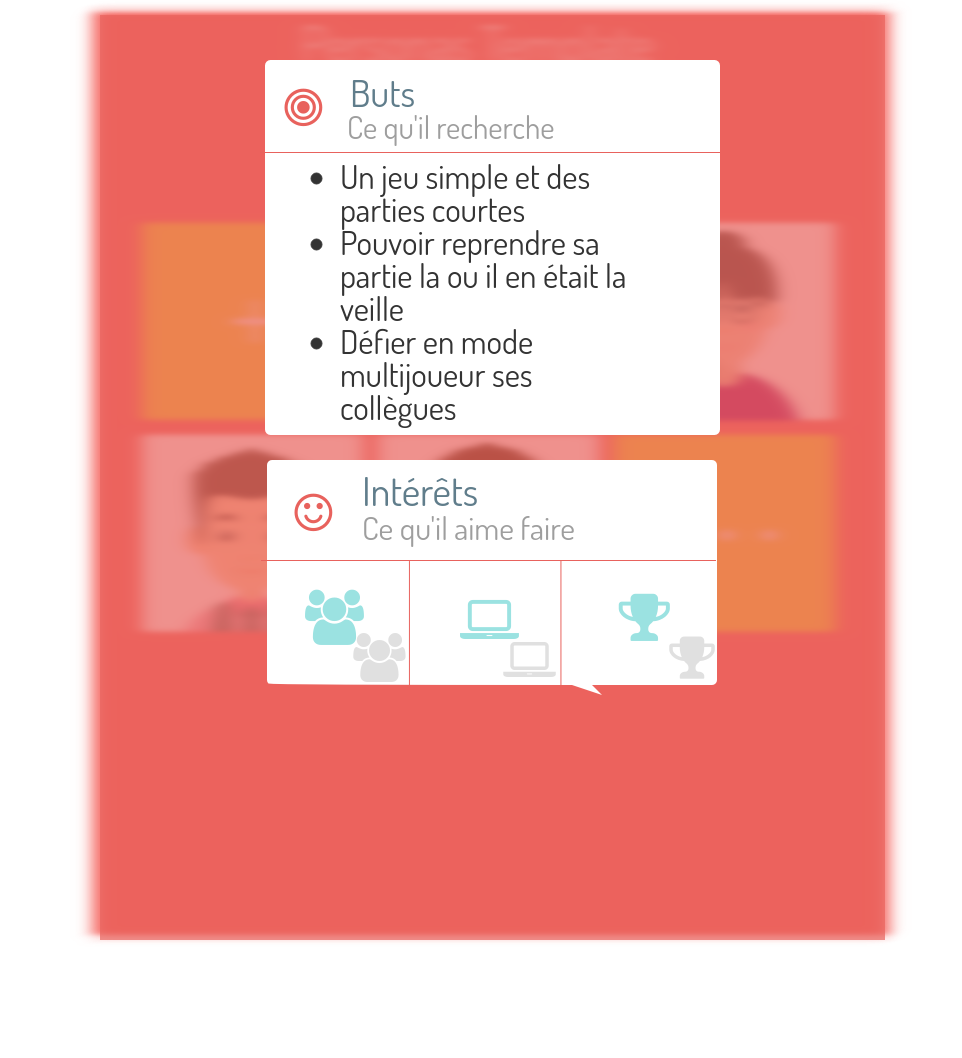 Buts
Ce qu'il recherche
Un jeu simple et des
parties courtes
Pouvoir reprendre sa
partie la ou il en était la
veille
Défier en mode
multijoueur ses
collègues
Intérêts
Ce qu'il aime faire